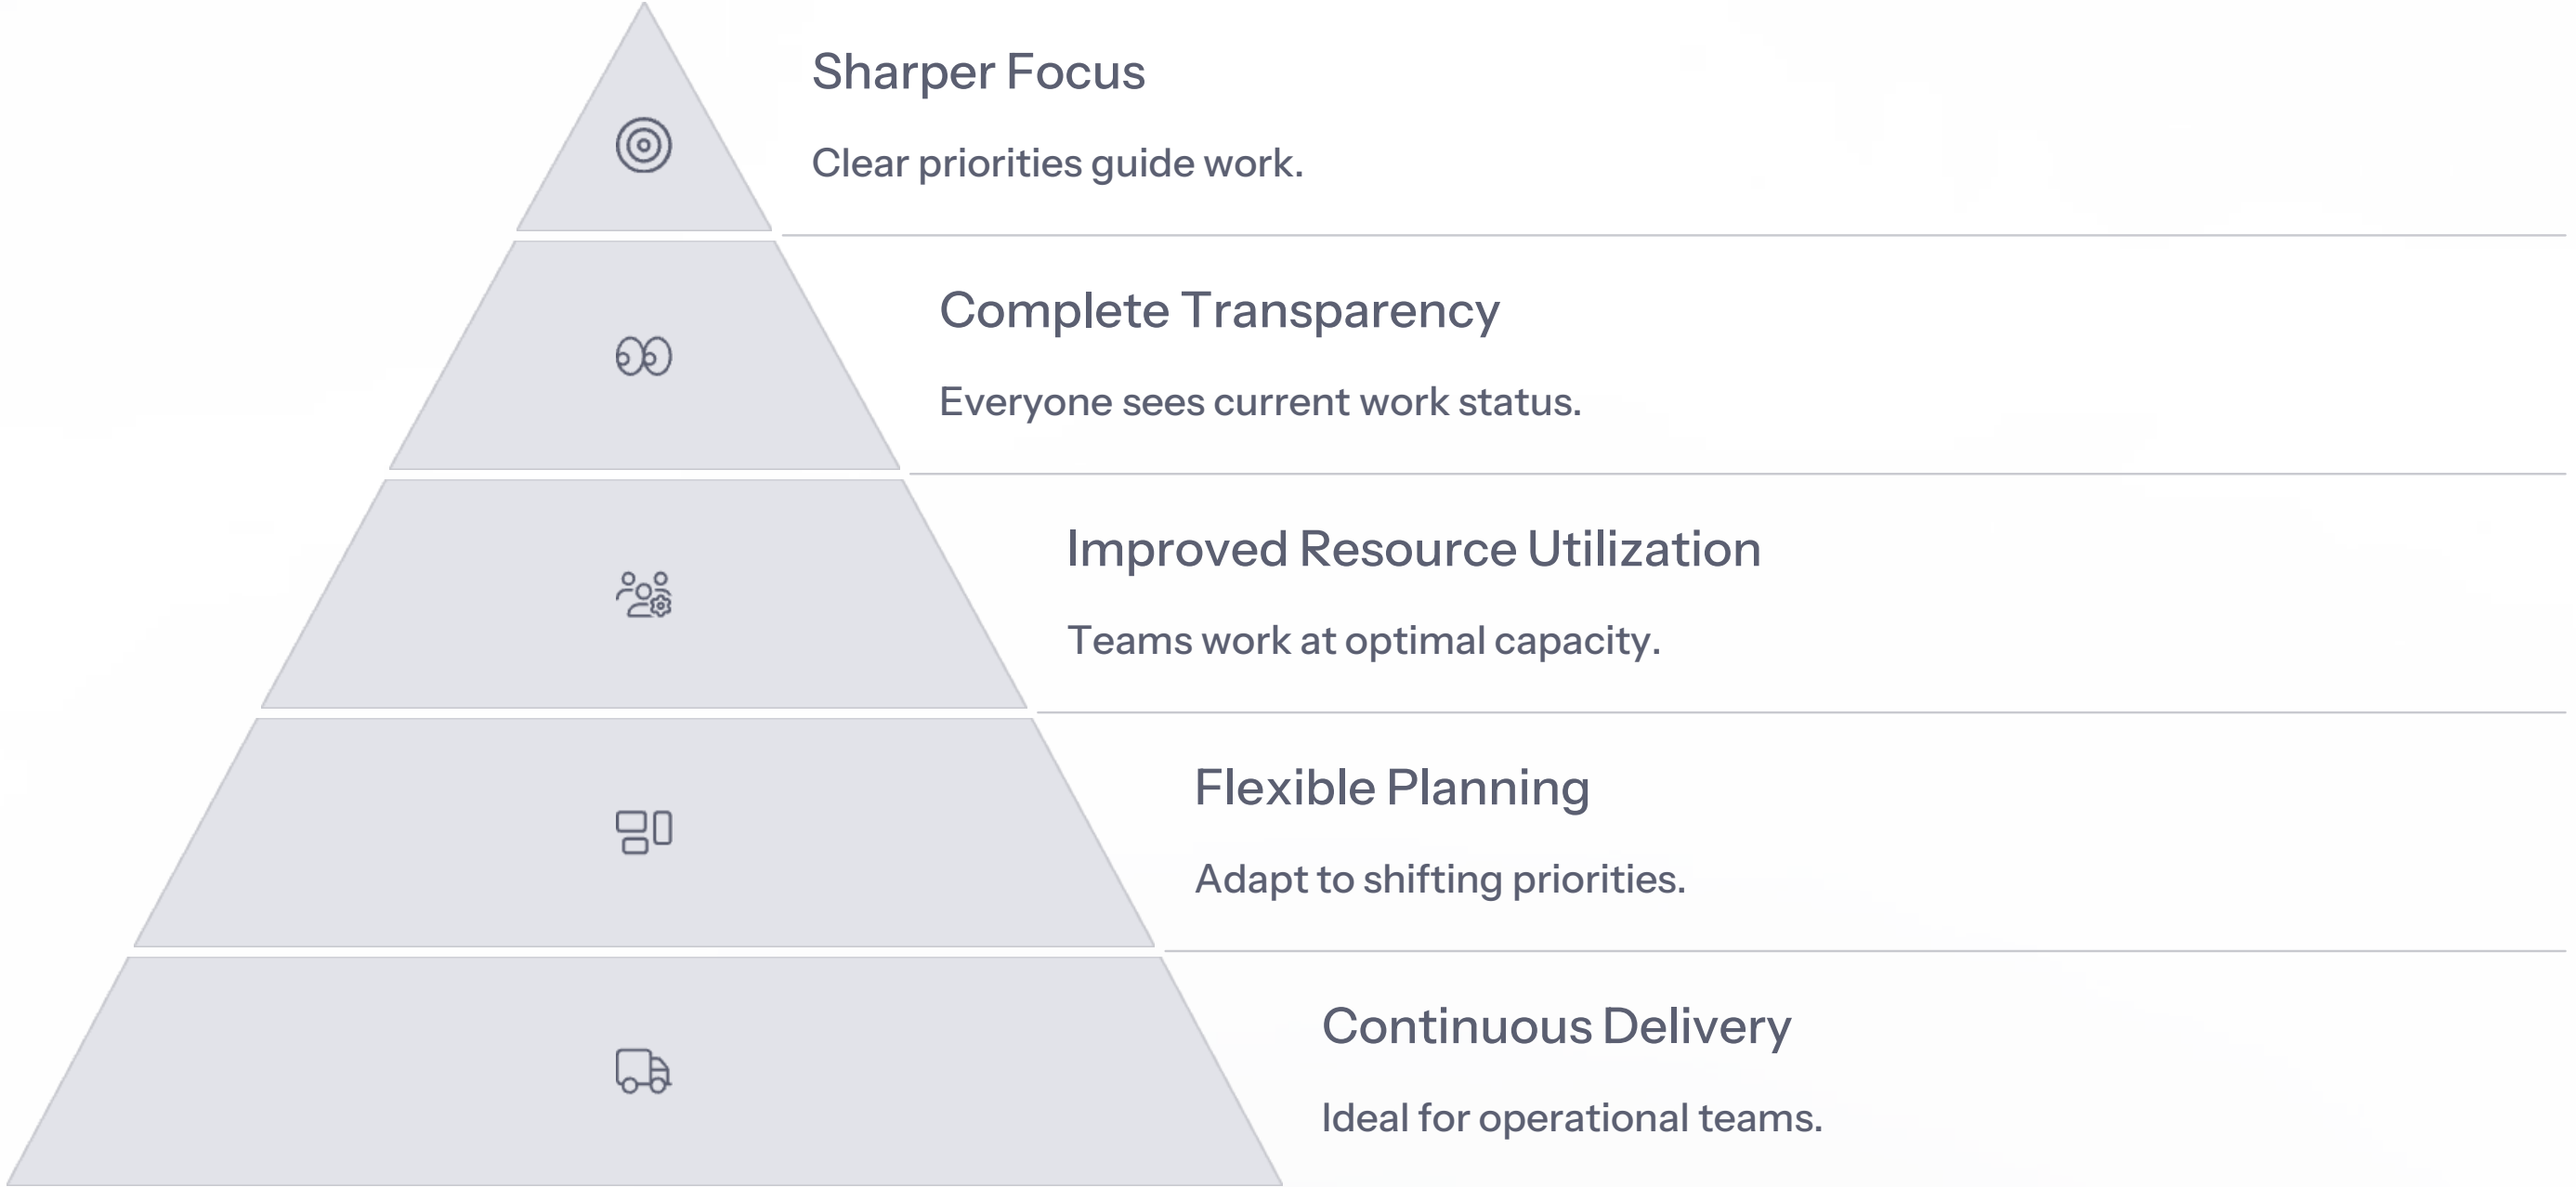 Sharper Focus
Clear priorities guide work.
Complete Transparency
Everyone sees current work status.
Improved Resource Utilization
Teams work at optimal capacity.
Flexible Planning
Adapt to shifting priorities.
Continuous Delivery
Ideal for operational teams.